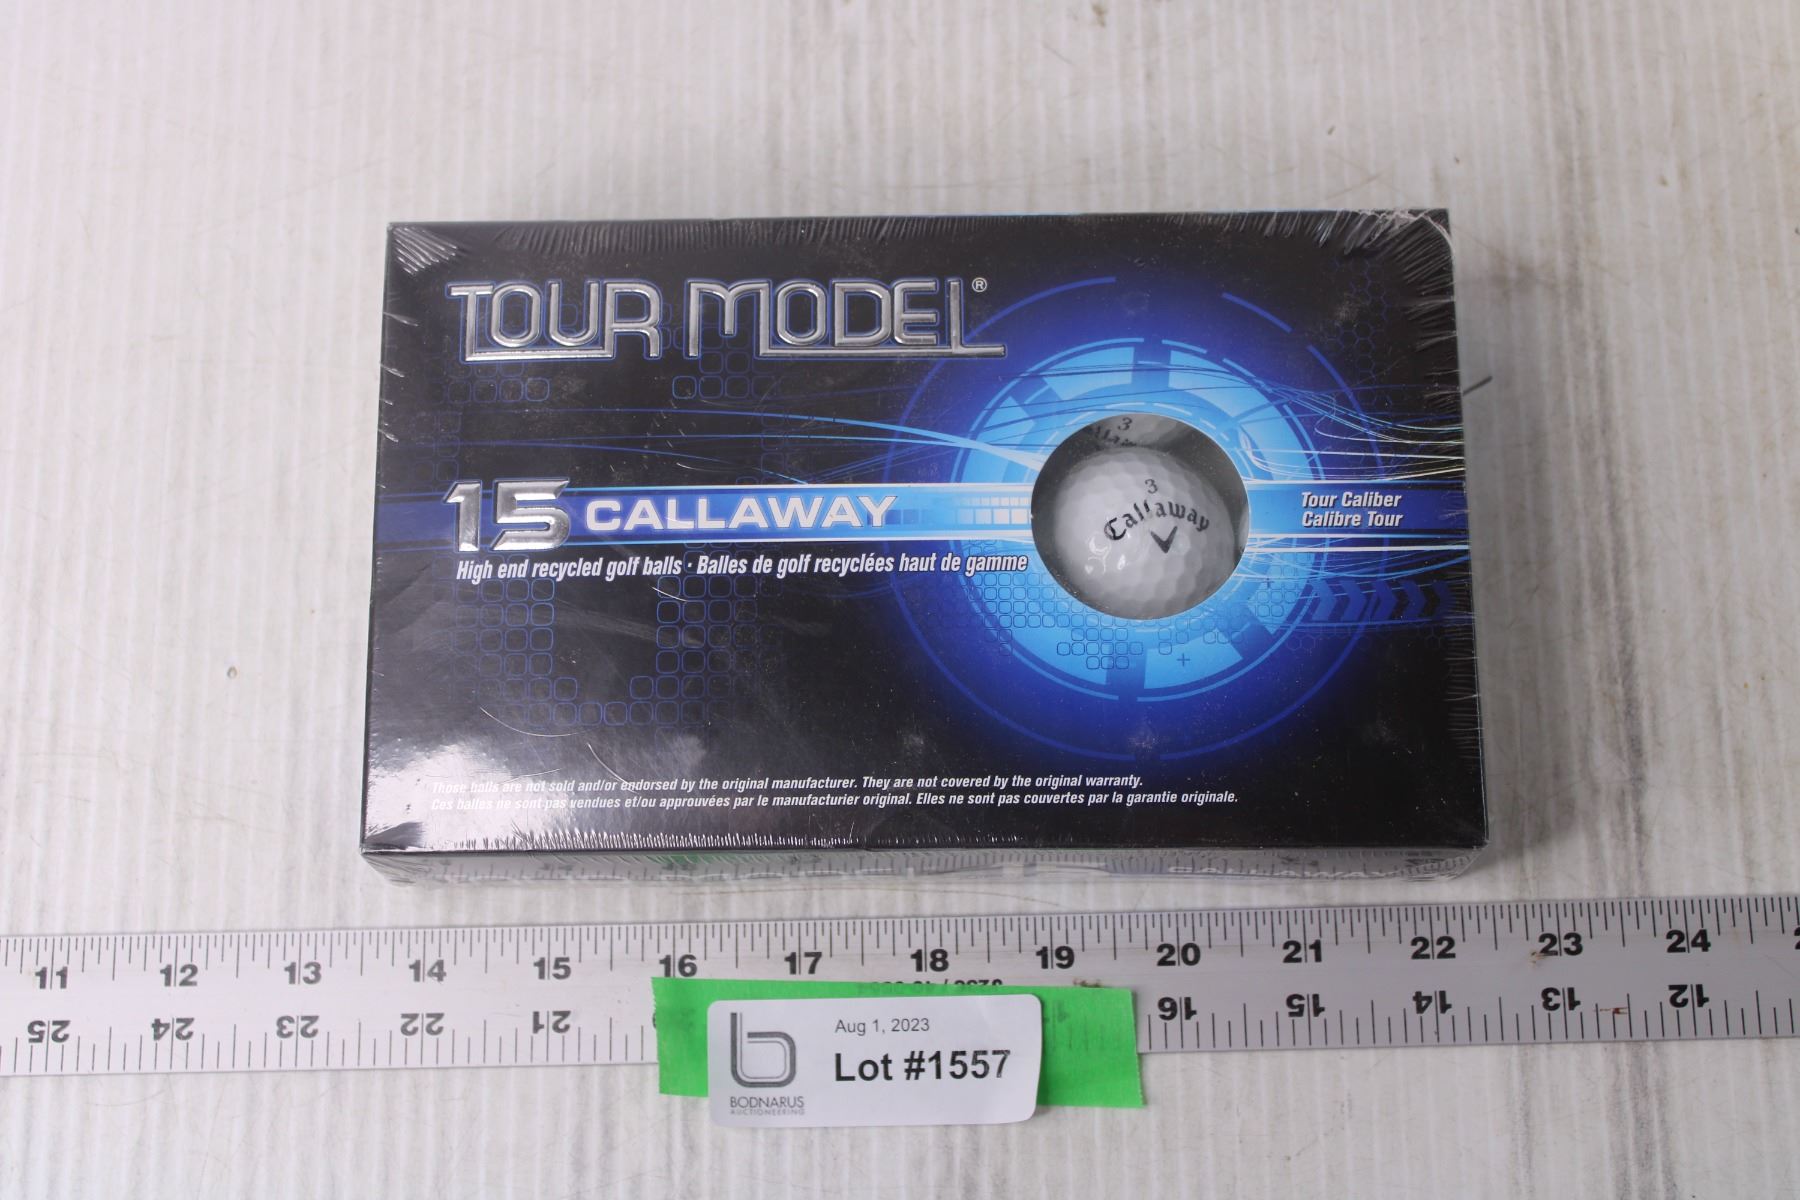 TOUR MODEL®
3
3
Callaway
15 CALLAWAY
Tour Caliber
Calibre Tour
High end recycled golf balls · Balles de golf recyclées haut de gamme
Those balls are not sold and/or endorsed by the original manufacturer. They are not covered by the original warranty.
Ces balles ne sont pas vendues et/ou approuvées par le manufacturier original. Elles ne sont pas couvertes par la garantie originale.
CALLAWAY
11 12 13 14 15 16 17 18 19 20 21 22 23 24
25 24 23 22 21 16 15 14 13 12
Aug 1, 2023
Lot #1557
BODNARUS
AUCTIONEERING